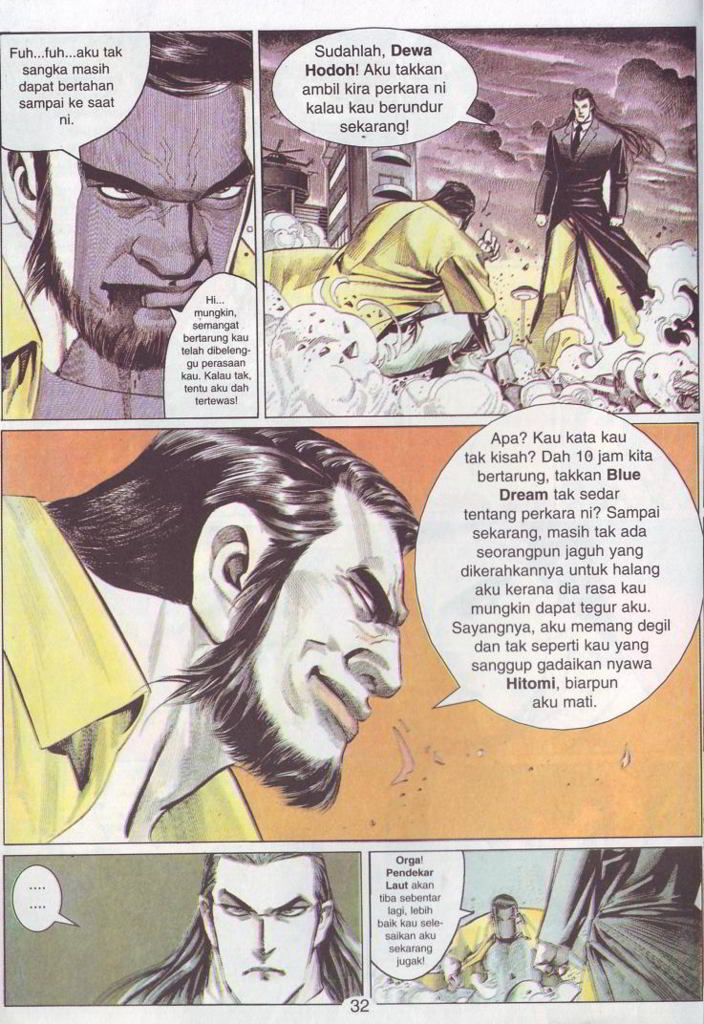 Fuh...fuh...aku tak
sangka masih
dapat bertahan
sampai ke saat
ni.
Hi...
mungkin,
semangat
bertarung kau
telah dibeleng-
gu perasaan
kau. Kalau tak,
tentu aku dah
tertewas!
Sudahlah, Dewa
Hodoh! Aku takkan
ambil kira perkara ni
kalau kau berundur
sekarang!
Apa? Kau kata kau
tak kisah? Dah 10 jam kita
bertarung, takkan Blue
Dream tak sedar
tentang perkara ni? Sampai
sekarang, masih tak ada
seorangpun jaguh yang
dikerahkannya untuk halang
aku kerana dia rasa kau
mungkin dapat tegur aku.
Sayangnya, aku memang degil
dan tak seperti kau yang
sanggup gadaikan nyawa
Hitomi, biarpun
aku mati.
....
....
Orga!
Pendekar
Laut akan
tiba sebentar
lagi, lebih
baik kau sele-
saikan aku
sekarang
jugak!
32